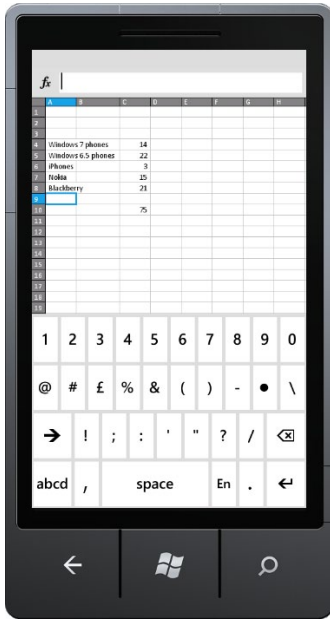 fx
A B C D E F G H
1
2
3
4 Windows 7 phones 14
5 Windows 6.5 phones 22
6 iPhones 3
7 Nokia 15
8 Blackberry 21
9
10 75
11
12
13
14
15
16
17
18
19
1 2 3 4 5 6 7 8 9 0
@ # £ % & ( ) - ● \
➔ ! ; : ' " ? /
abcd , space En . ↵